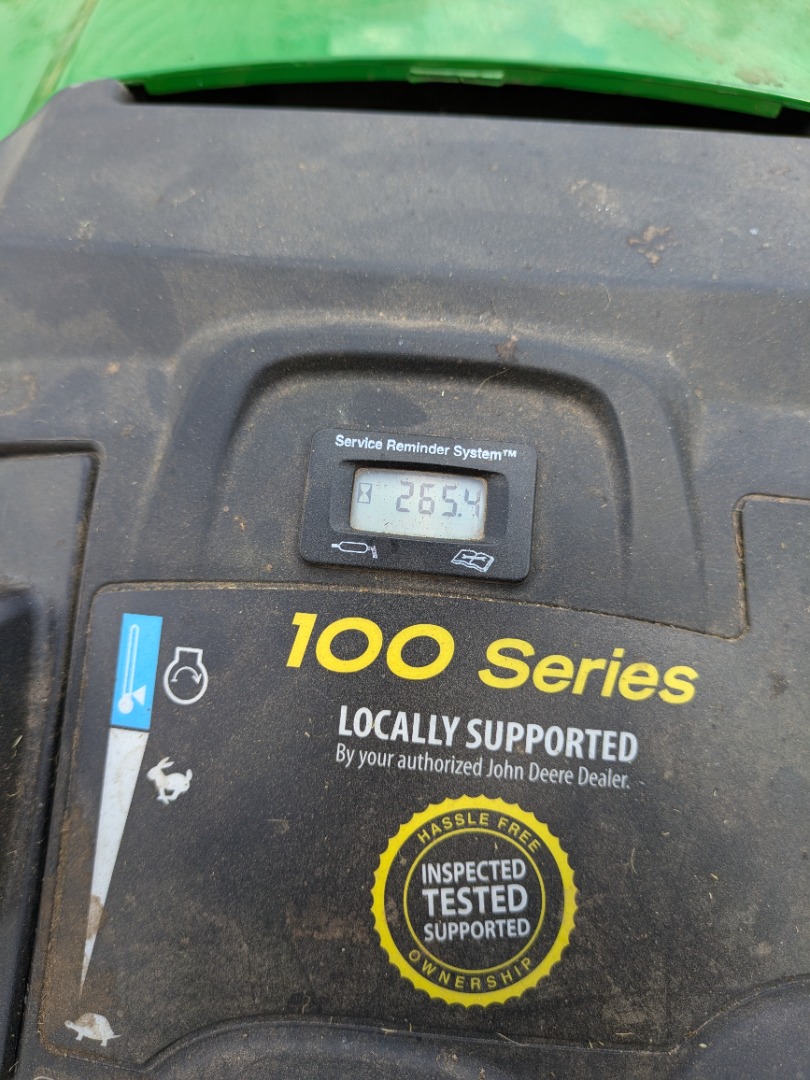 Service Reminder System™
265.4
100 Series
LOCALLY SUPPORTED
By your authorized John Deere Dealer.
HASSLE FREE
INSPECTED
TESTED
SUPPORTED
OWNERSHIP